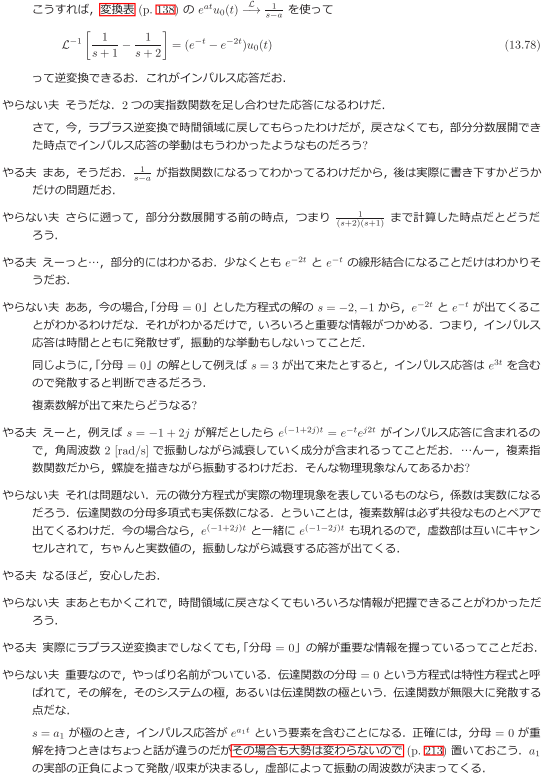 こうすれば，変換表 (p. 138) の e^{at}u_0(t) \xrightarrow{\mathcal{L}} \frac{1}{s-a} を使って
\mathcal{L}^{-1}\left[\frac{1}{s+1} - \frac{1}{s+2}\right] = (e^{-t} - e^{-2t})u_0(t) (13.78)
って逆変換できるお．これがインパルス応答だお．
やらない夫 そうだな．2 つの実指数関数を足し合わせた応答になるわけだ．
さて，今，ラプラス逆変換で時間領域に戻してもらったわけだが，戻さなくても，部分分数展開でき
た時点でインパルス応答の挙動はもうわかったようなものだろう?
やる夫 まあ，そうだお．\frac{1}{s-a} が指数関数になるってわかってるわけだから，後は実際に書き下すかどうか
だけの問題だお．
やらない夫 さらに遡って，部分分数展開する前の時点，つまり \frac{1}{(s+2)(s+1)} まで計算した時点だとどうだ
ろう．
やる夫 えーっと…，部分的にはわかるお．少なくとも e^{-2t} と e^{-t} の線形結合になることだけはわかりそ
うだお．
やらない夫 ああ，今の場合，「分母 = 0」とした方程式の解の s = -2, -1 から，e^{-2t} と e^{-t} が出てくるこ
とがわかるわけだな．それがわかるだけで，いろいろと重要な情報がつかめる．つまり，インパルス
応答は時間とともに発散せず，振動的な挙動もしないってことだ．
同じように，「分母 = 0」の解として例えば s = 3 が出て来たとすると，インパルス応答は e^{3t} を含む
ので発散すると判断できるだろう．
複素数解が出て来たらどうなる?
やる夫 えーと，例えば s = -1 + 2j が解だとしたら e^{(-1+2j)t} = e^{-t}e^{j2t} がインパルス応答に含まれるの
で，角周波数 2 [rad/s] で振動しながら減衰していく成分が含まれるってことだお．…んー，複素指
数関数だから，螺旋を描きながら振動するわけだお．そんな物理現象なんてあるかお?
やらない夫 それは問題ない．元の微分方程式が実際の物理現象を表しているものなら，係数は実数になる
だろう．伝達関数の分母多項式も実係数になる．とういことは，複素数解は必ず共役なものとペアで
出てくるわけだ．今の場合なら，e^{(-1+2j)t} と一緒に e^{(-1-2j)t} も現れるので，虚数部は互いにキャン
セルされて，ちゃんと実数値の，振動しながら減衰する応答が出てくる．
やる夫 なるほど，安心したお．
やらない夫 まあともかくこれで，時間領域に戻さなくてもいろいろな情報が把握できることがわかっただ
ろう．
やる夫 実際にラプラス逆変換までしなくても，「分母 = 0」の解が重要な情報を握っているってことだお．
やらない夫 重要なので，やっぱり名前がついている．伝達関数の分母 = 0 という方程式は特性方程式と呼
ばれて，その解を，そのシステムの極，あるいは伝達関数の極という．伝達関数が無限大に発散する
点だな．
s = a_1 が極のとき，インパルス応答が e^{a_1 t} という要素を含むことになる．正確には，分母 = 0 が重
解を持つときはちょっと話が違うのだがその場合も大勢は変わらないので (p. 213) 置いておこう．a_1
の実部の正負によって発散/収束が決まるし，虚部によって振動の周波数が決まってくる．